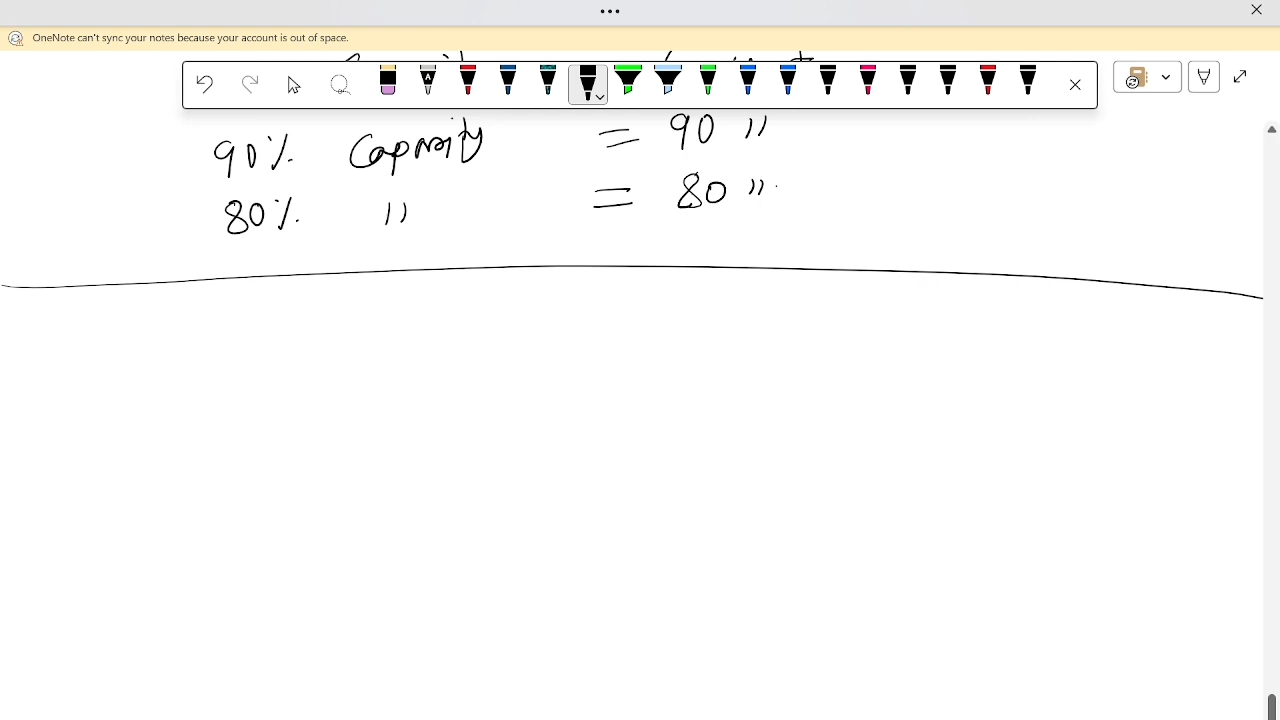 OneNote can't sync your notes because your account is out of space.
90% Capacity = 90 "
80% " = 80 "